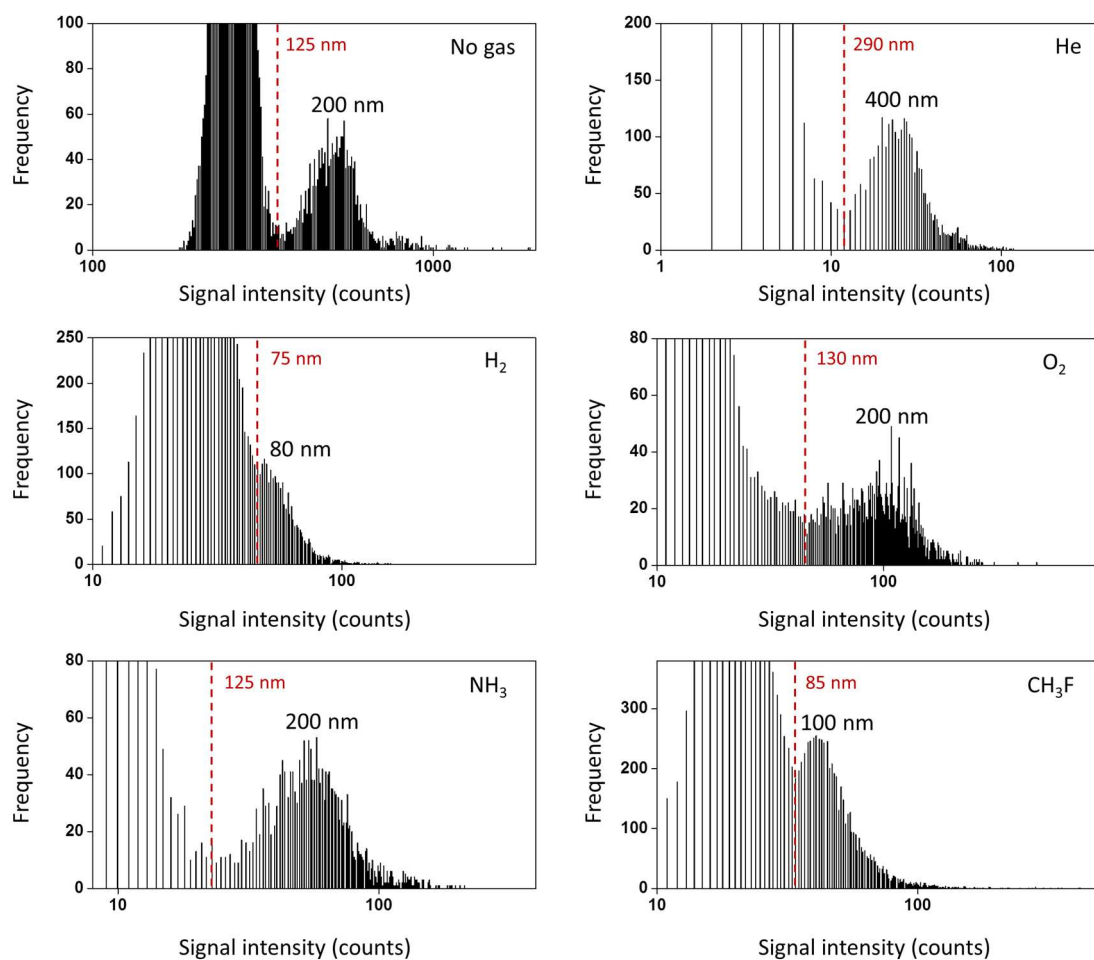 No gas
125 nm
200 nm
Frequency
100
80
60
40
20
0
100
1000
Signal intensity (counts)
He
290 nm
400 nm
Frequency
200
150
100
50
0
1
10
100
Signal intensity (counts)
H2
75 nm
80 nm
Frequency
250
200
150
100
50
0
10
100
Signal intensity (counts)
O2
130 nm
200 nm
Frequency
80
60
40
20
0
10
100
Signal intensity (counts)
NH3
125 nm
200 nm
Frequency
80
60
40
20
0
10
100
Signal intensity (counts)
CH3F
85 nm
100 nm
Frequency
300
200
100
0
10
100
Signal intensity (counts)